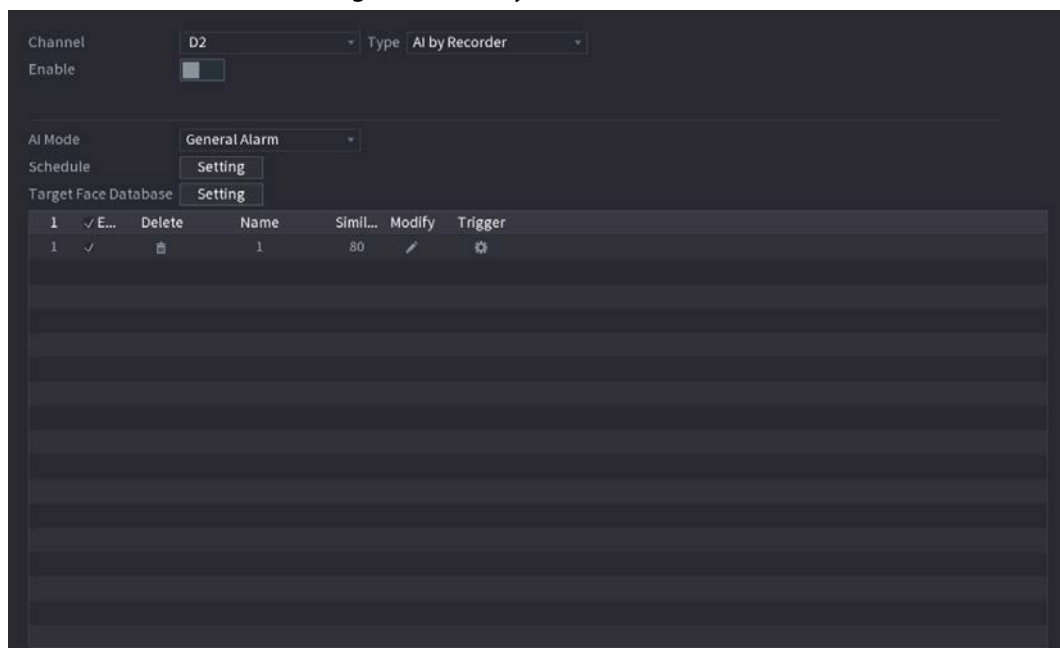 Channel D2 Type AI by Recorder
Enable
AI Mode General Alarm
Schedule Setting
Target Face Database Setting
1 E... Delete Name Simil... Modify Trigger
1 1 80